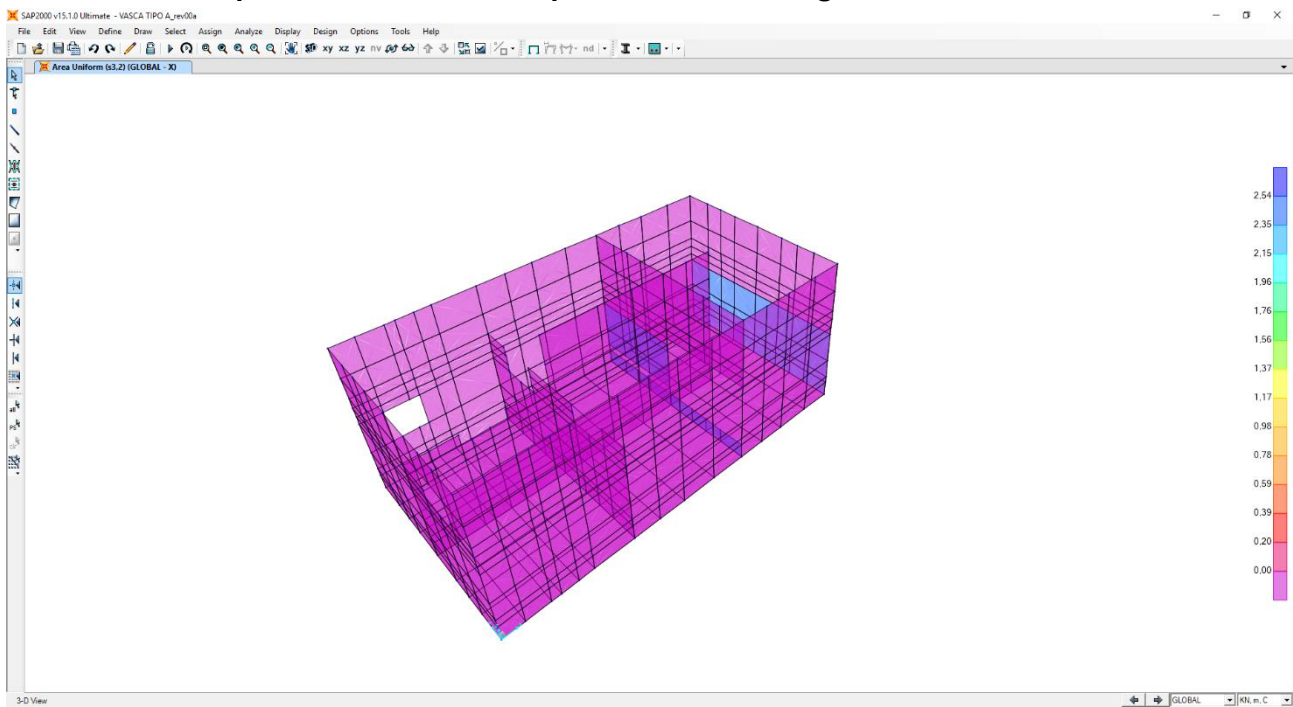 SAP2000 v15.1.0 Ultimate - VASCA TIPO A_rev00a
File Edit View Define Draw Select Assign Analyze Display Design Options Tools Help
xy xz yz nv nd
Area Uniform (s3,2) (GLOBAL - X)
2,54
2,35
2,15
1,96
1,76
1,56
1,37
1,17
0,98
0,78
0,59
0,39
0,20
0,00
all
PS
clr
3-D View
GLOBAL
KN, m, C